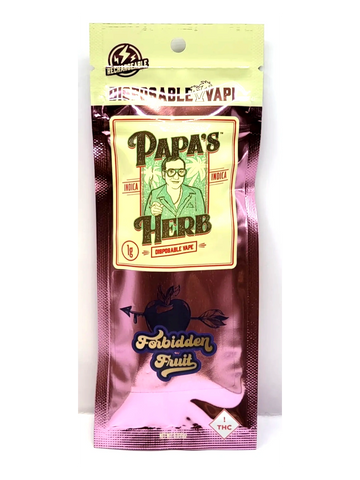 RECHARGEABLE
DISPOSABLE VAPE
PAPA'S
INDICA
INDICA
HERB
1g
DISPOSABLE VAPE
Forbidden
Fruit
!
THC